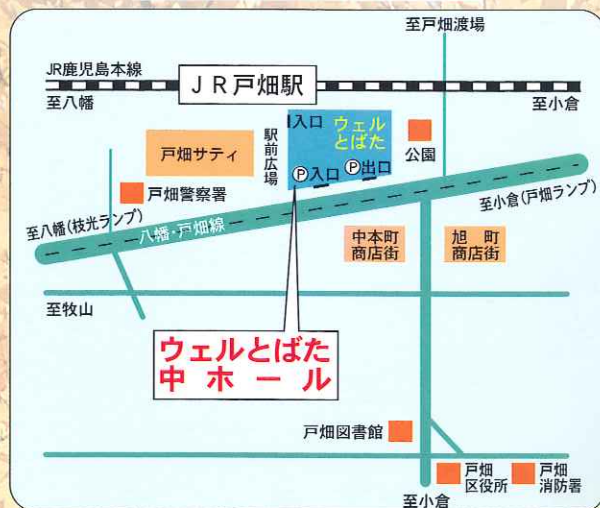 至戸畑渡場
JR鹿児島本線
JR戸畑駅
至八幡
至小倉
入口
ウェル
とばた
駅前広場
戸畑サティ
公園
Ⓟ入口
Ⓟ出口
戸畑警察署
至八幡(枝光ランプ)
八幡・戸畑線
至小倉(戸畑ランプ)
中本町
商店街
旭町
商店街
至牧山
ウェルとばた
中ホール
戸畑図書館
戸畑
区役所
戸畑
消防署
至小倉